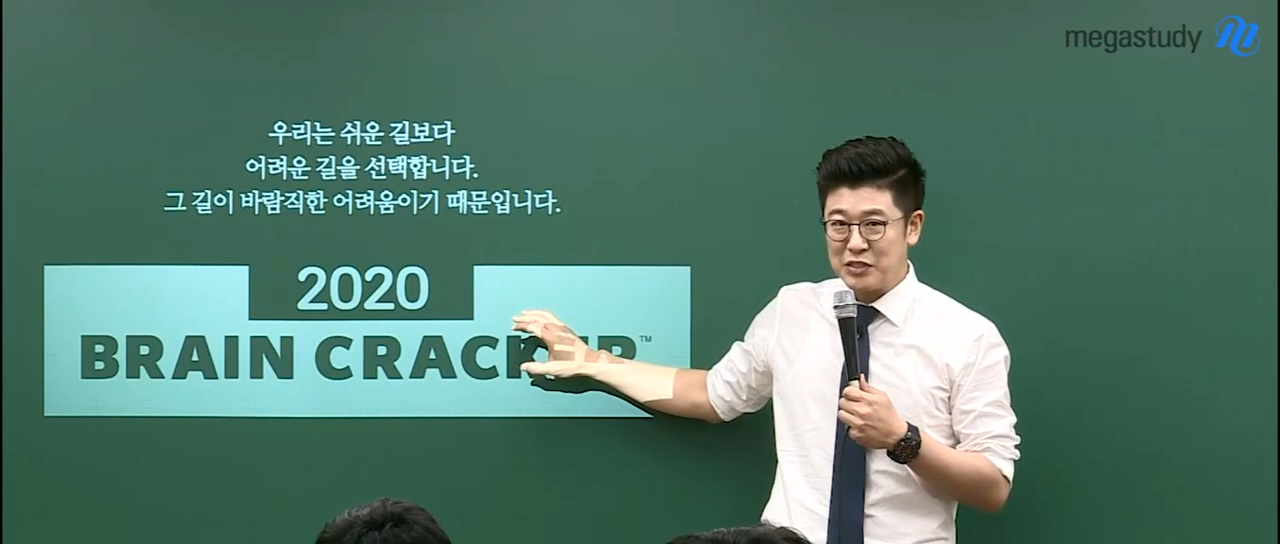 megastudy
우리는 쉬운 길보다
어려운 길을 선택합니다.
그 길이 바람직한 어려움이기 때문입니다.
2020
BRAIN CRACKER™